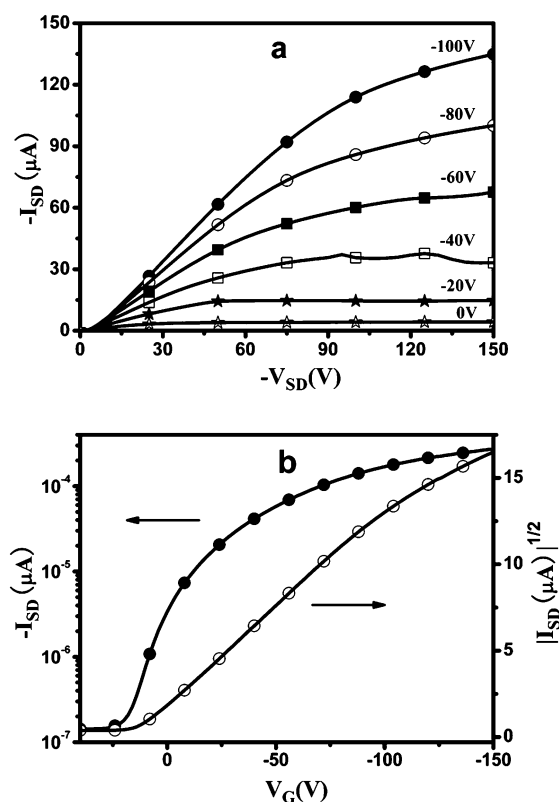 a
-I_SD (μA)
150
120
90
60
30
0
-100V
-80V
-60V
-40V
-20V
0V
0 30 60 90 120 150
-V_SD(V)
b
-I_SD (μA)
10^-4
10^-5
10^-6
10^-7
15
10
5
0
|I_SD (μA)|^1/2
0 -50 -100 -150
V_G(V)